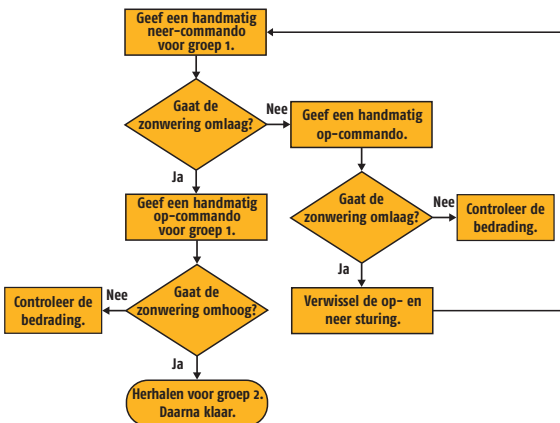 Geef een handmatig
neer-commando
voor groep 1.
Gaat de
zonwering omlaag?
Nee
Geef een handmatig
op-commando.
Ja
Geef een handmatig
op-commando
voor groep 1.
Gaat de
zonwering omlaag?
Nee
Controleer de
bedrading.
Ja
Verwissel de op- en
neer sturing.
Gaat de
zonwering omhoog?
Nee
Controleer de
bedrading.
Ja
Herhalen voor groep 2.
Daarna klaar.